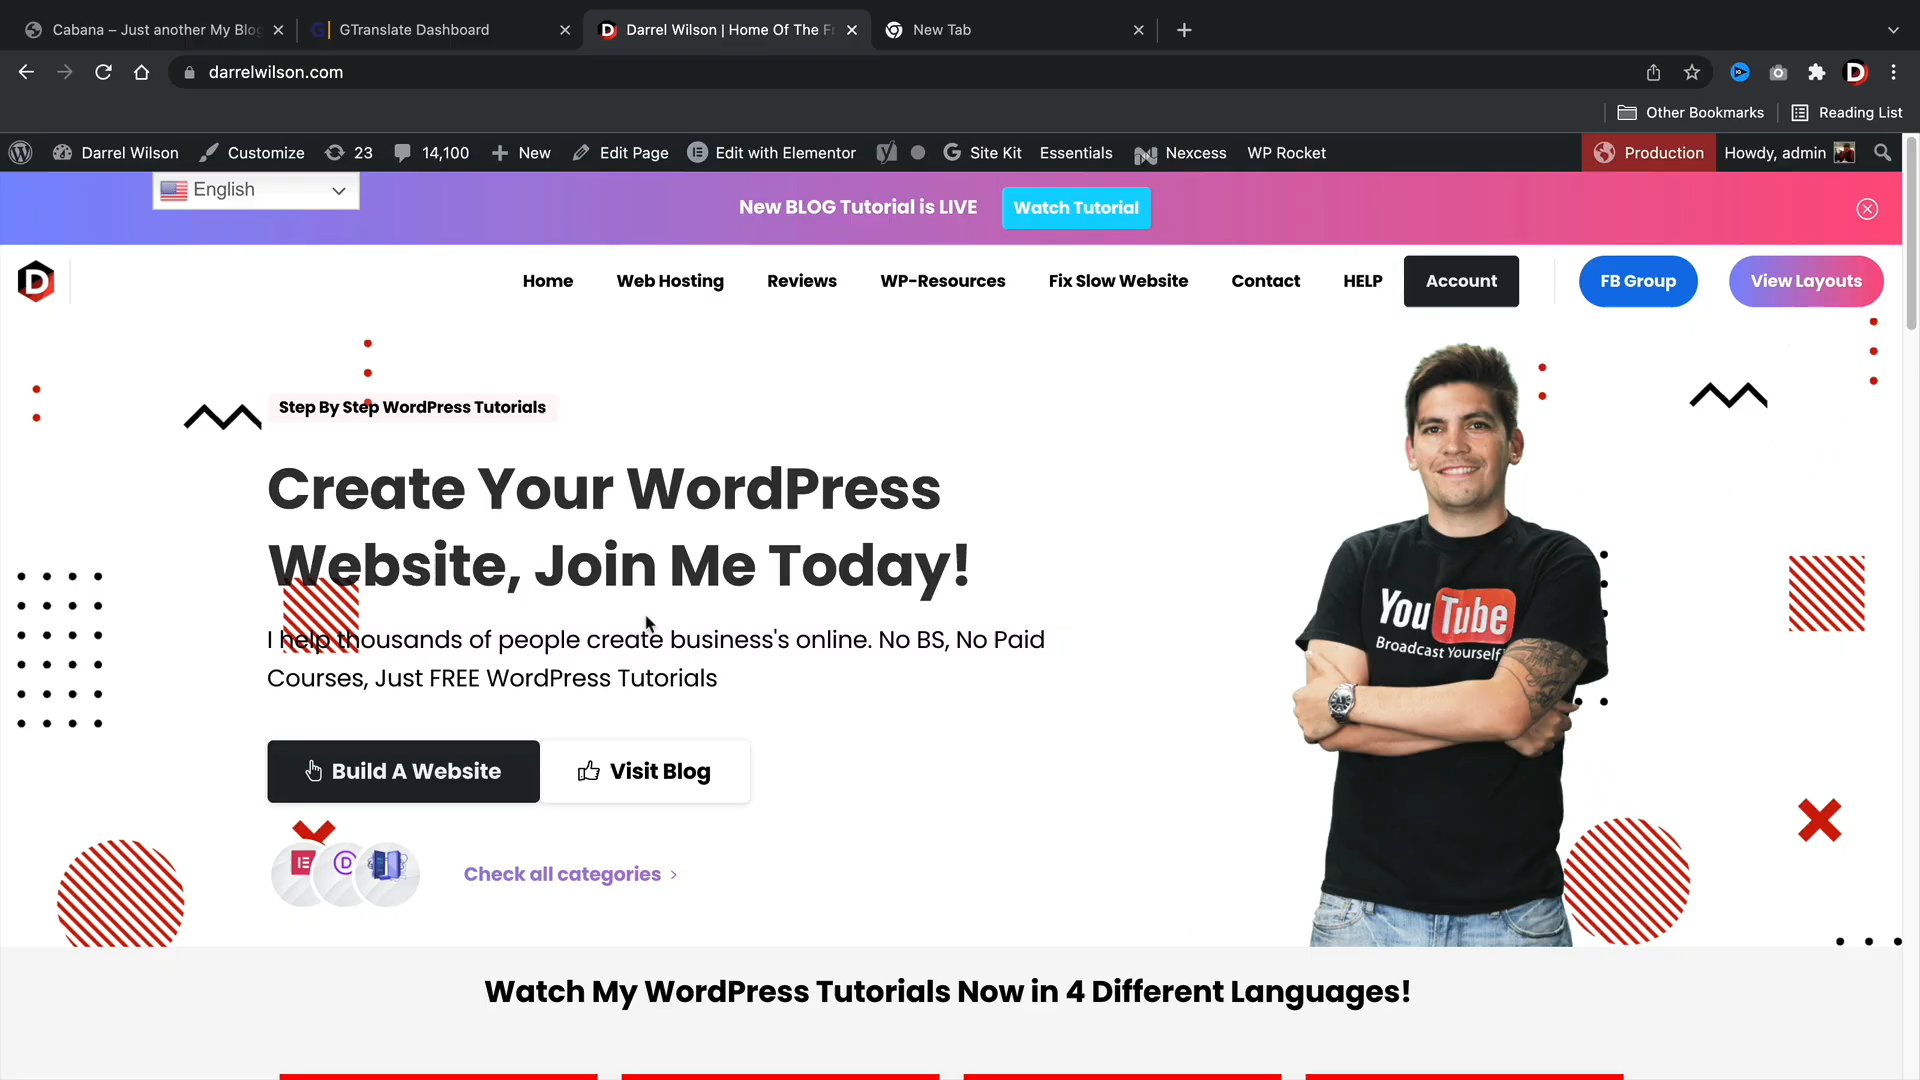 Cabana – Just another My Blog
GTranslate Dashboard
Darrel Wilson | Home Of The Fr
New Tab
darrelwilson.com
Other Bookmarks
Reading List
Darrel Wilson
Customize
23
14,100
New
Edit Page
Edit with Elementor
Site Kit
Essentials
Nexcess
WP Rocket
Production
Howdy, admin
English
New BLOG Tutorial is LIVE
Watch Tutorial
D
Home
Web Hosting
Reviews
WP-Resources
Fix Slow Website
Contact
HELP
Account
FB Group
View Layouts
Step By Step WordPress Tutorials
Create Your WordPress
Website, Join Me Today!
I help thousands of people create business's online. No BS, No Paid
Courses, Just FREE WordPress Tutorials
You Tube
Broadcast Yourself
Build A Website
Visit Blog
Check all categories >
Watch My WordPress Tutorials Now in 4 Different Languages!